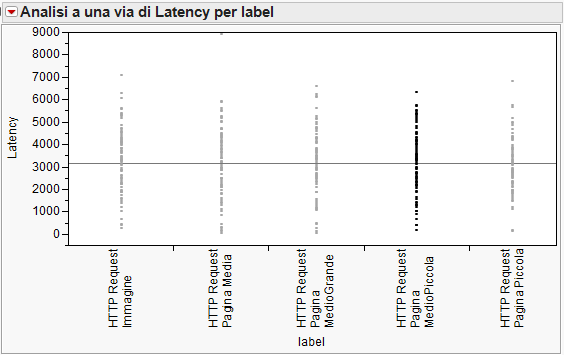 Analisi a una via di Latency per label
9000
8000
7000
6000
5000
4000
3000
2000
1000
0
Latency
HTTP Request
Immagine
HTTP Request
Pagina Media
HTTP Request
Pagina
MedioGrande
HTTP Request
Pagina
MedioPiccola
HTTP Request
Pagina Piccola
label